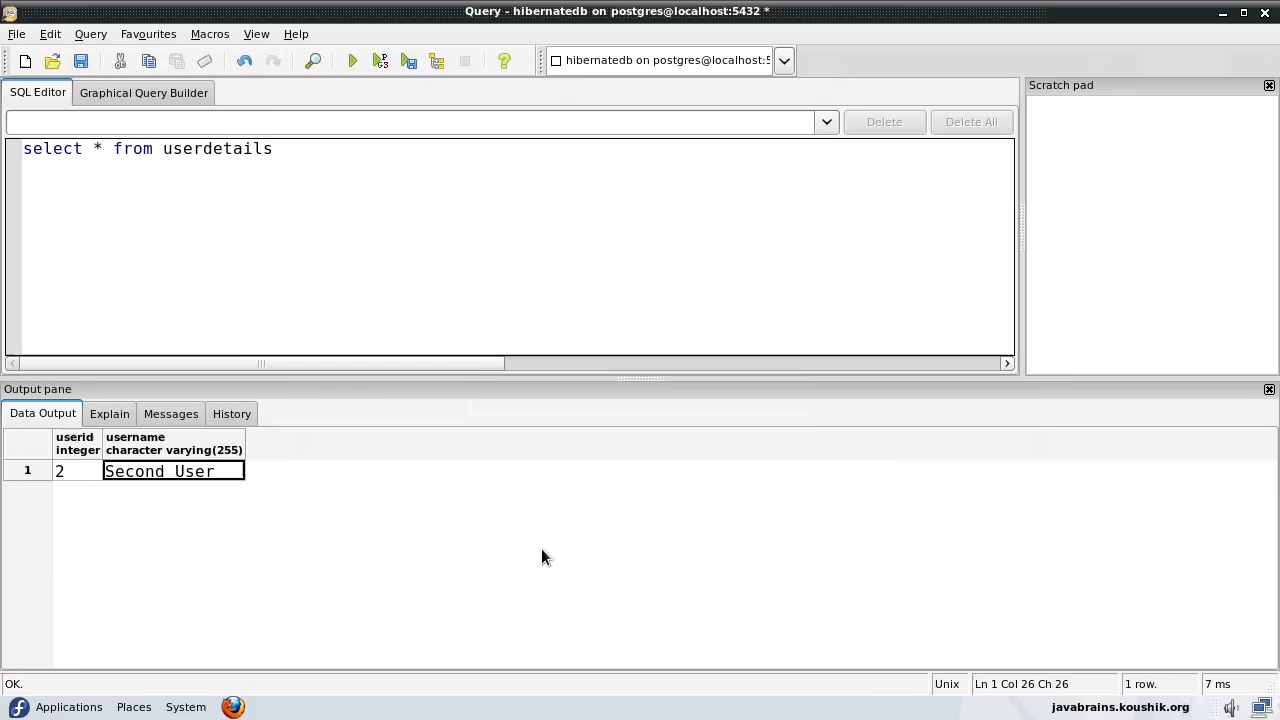 Query - hibernatedb on postgres@localhost:5432 *
File Edit Query Favourites Macros View Help
hibernatedb on postgres@localhost:5
SQL Editor Graphical Query Builder
Scratch pad
Delete Delete All
select * from userdetails
Output pane
Data Output Explain Messages History
userid username
integer character varying(255)
1 2 Second User
OK. Unix Ln 1 Col 26 Ch 26 1 row. 7 ms
Applications Places System javabrains.koushik.org